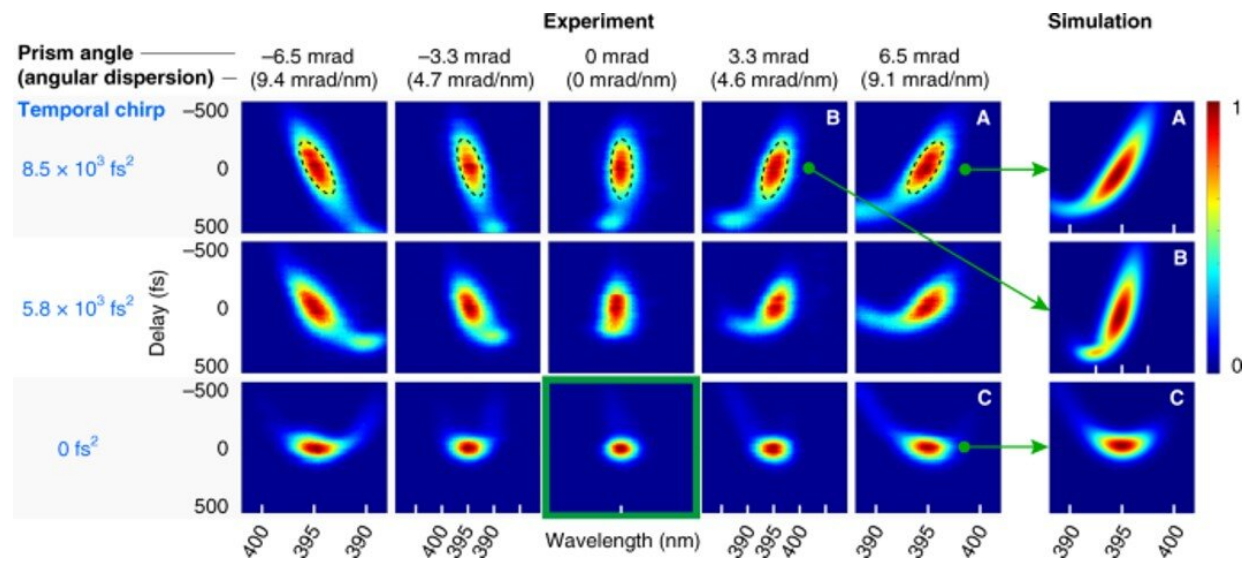 Experiment
Simulation
Prism angle
(angular dispersion)
–6.5 mrad
(9.4 mrad/nm)
–3.3 mrad
(4.7 mrad/nm)
0 mrad
(0 mrad/nm)
3.3 mrad
(4.6 mrad/nm)
6.5 mrad
(9.1 mrad/nm)
Temporal chirp
8.5 × 10³ fs²
–500
0
500
B
A
A
1
5.8 × 10³ fs²
Delay (fs)
–500
0
500
B
0
0 fs²
–500
0
500
C
C
400
395
390
400
395
390
Wavelength (nm)
390
395
400
390
395
400
390
395
400